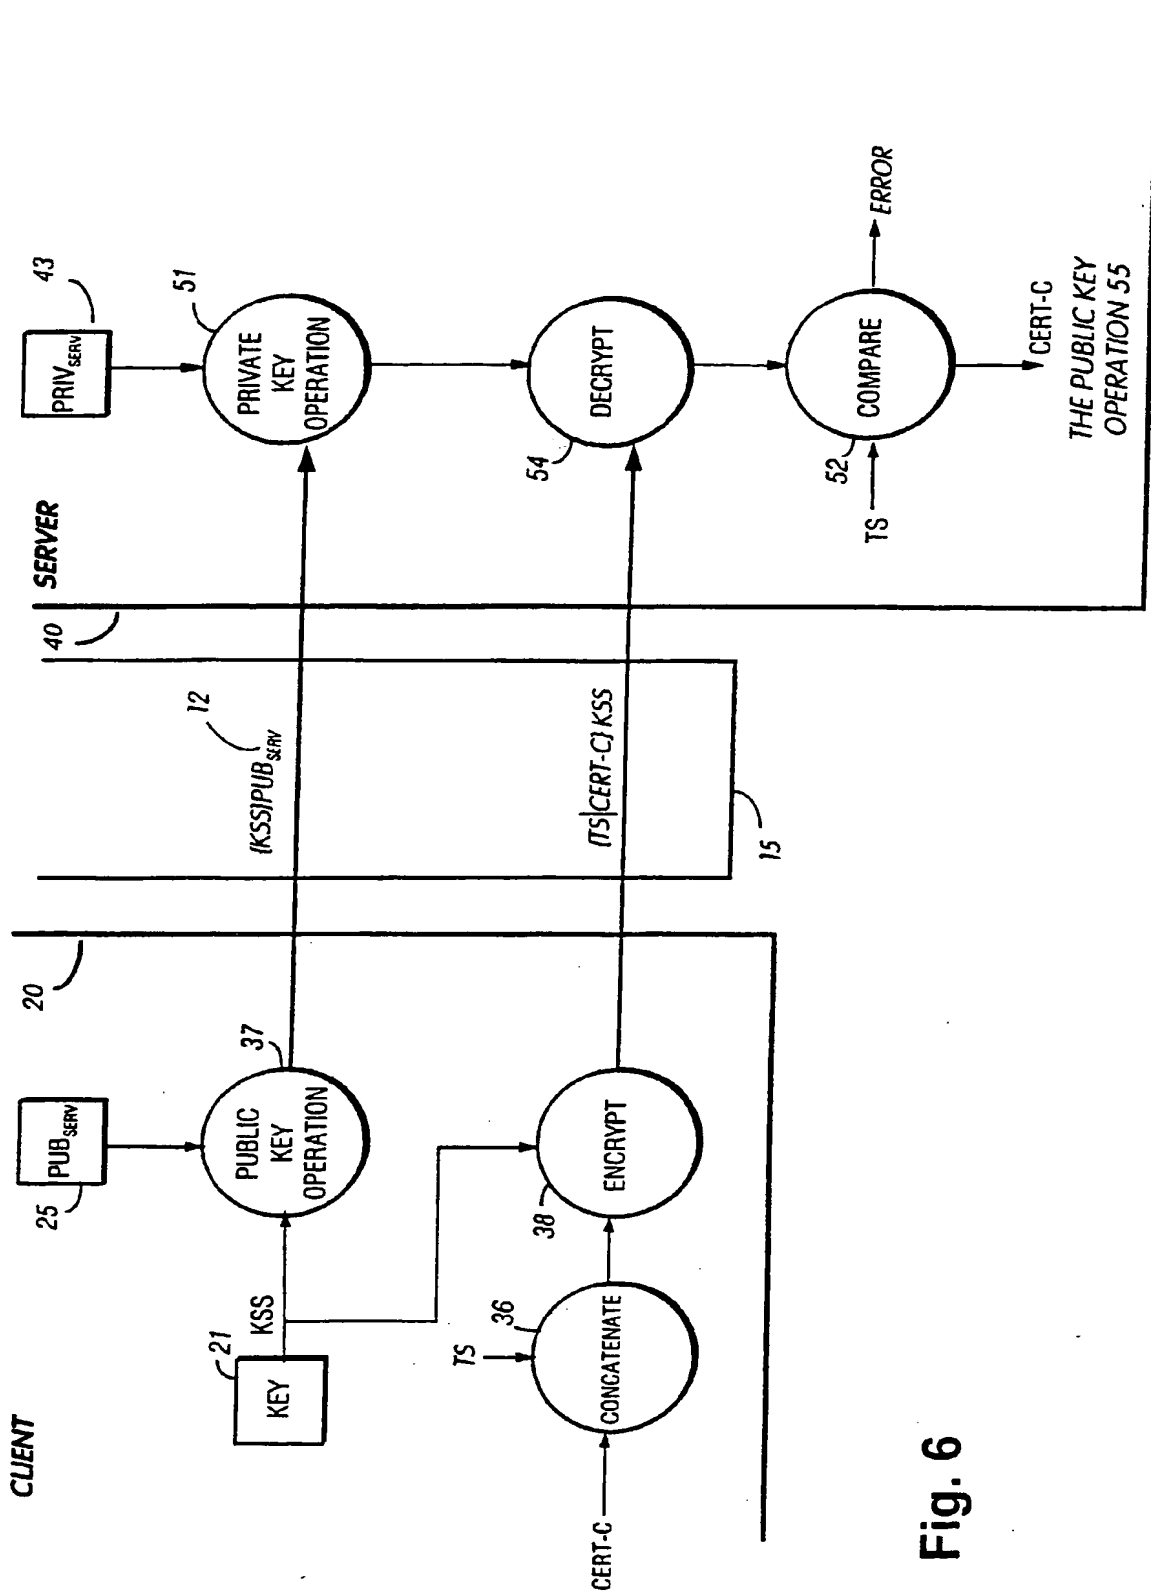 CLIENT
20
40
SERVER
25
PUBSERV
PRIVSERV
43
21
KEY
KSS
PUBLIC
KEY
OPERATION
37
{KSS}PUBSERV
12
PRIVATE
KEY
OPERATION
51
CERT-C
TS
36
CONCATENATE
38
ENCRYPT
{TS|CERT-C}KSS
54
DECRYPT
15
TS
52
COMPARE
ERROR
CERT-C
THE PUBLIC KEY
OPERATION 55
Fig. 6